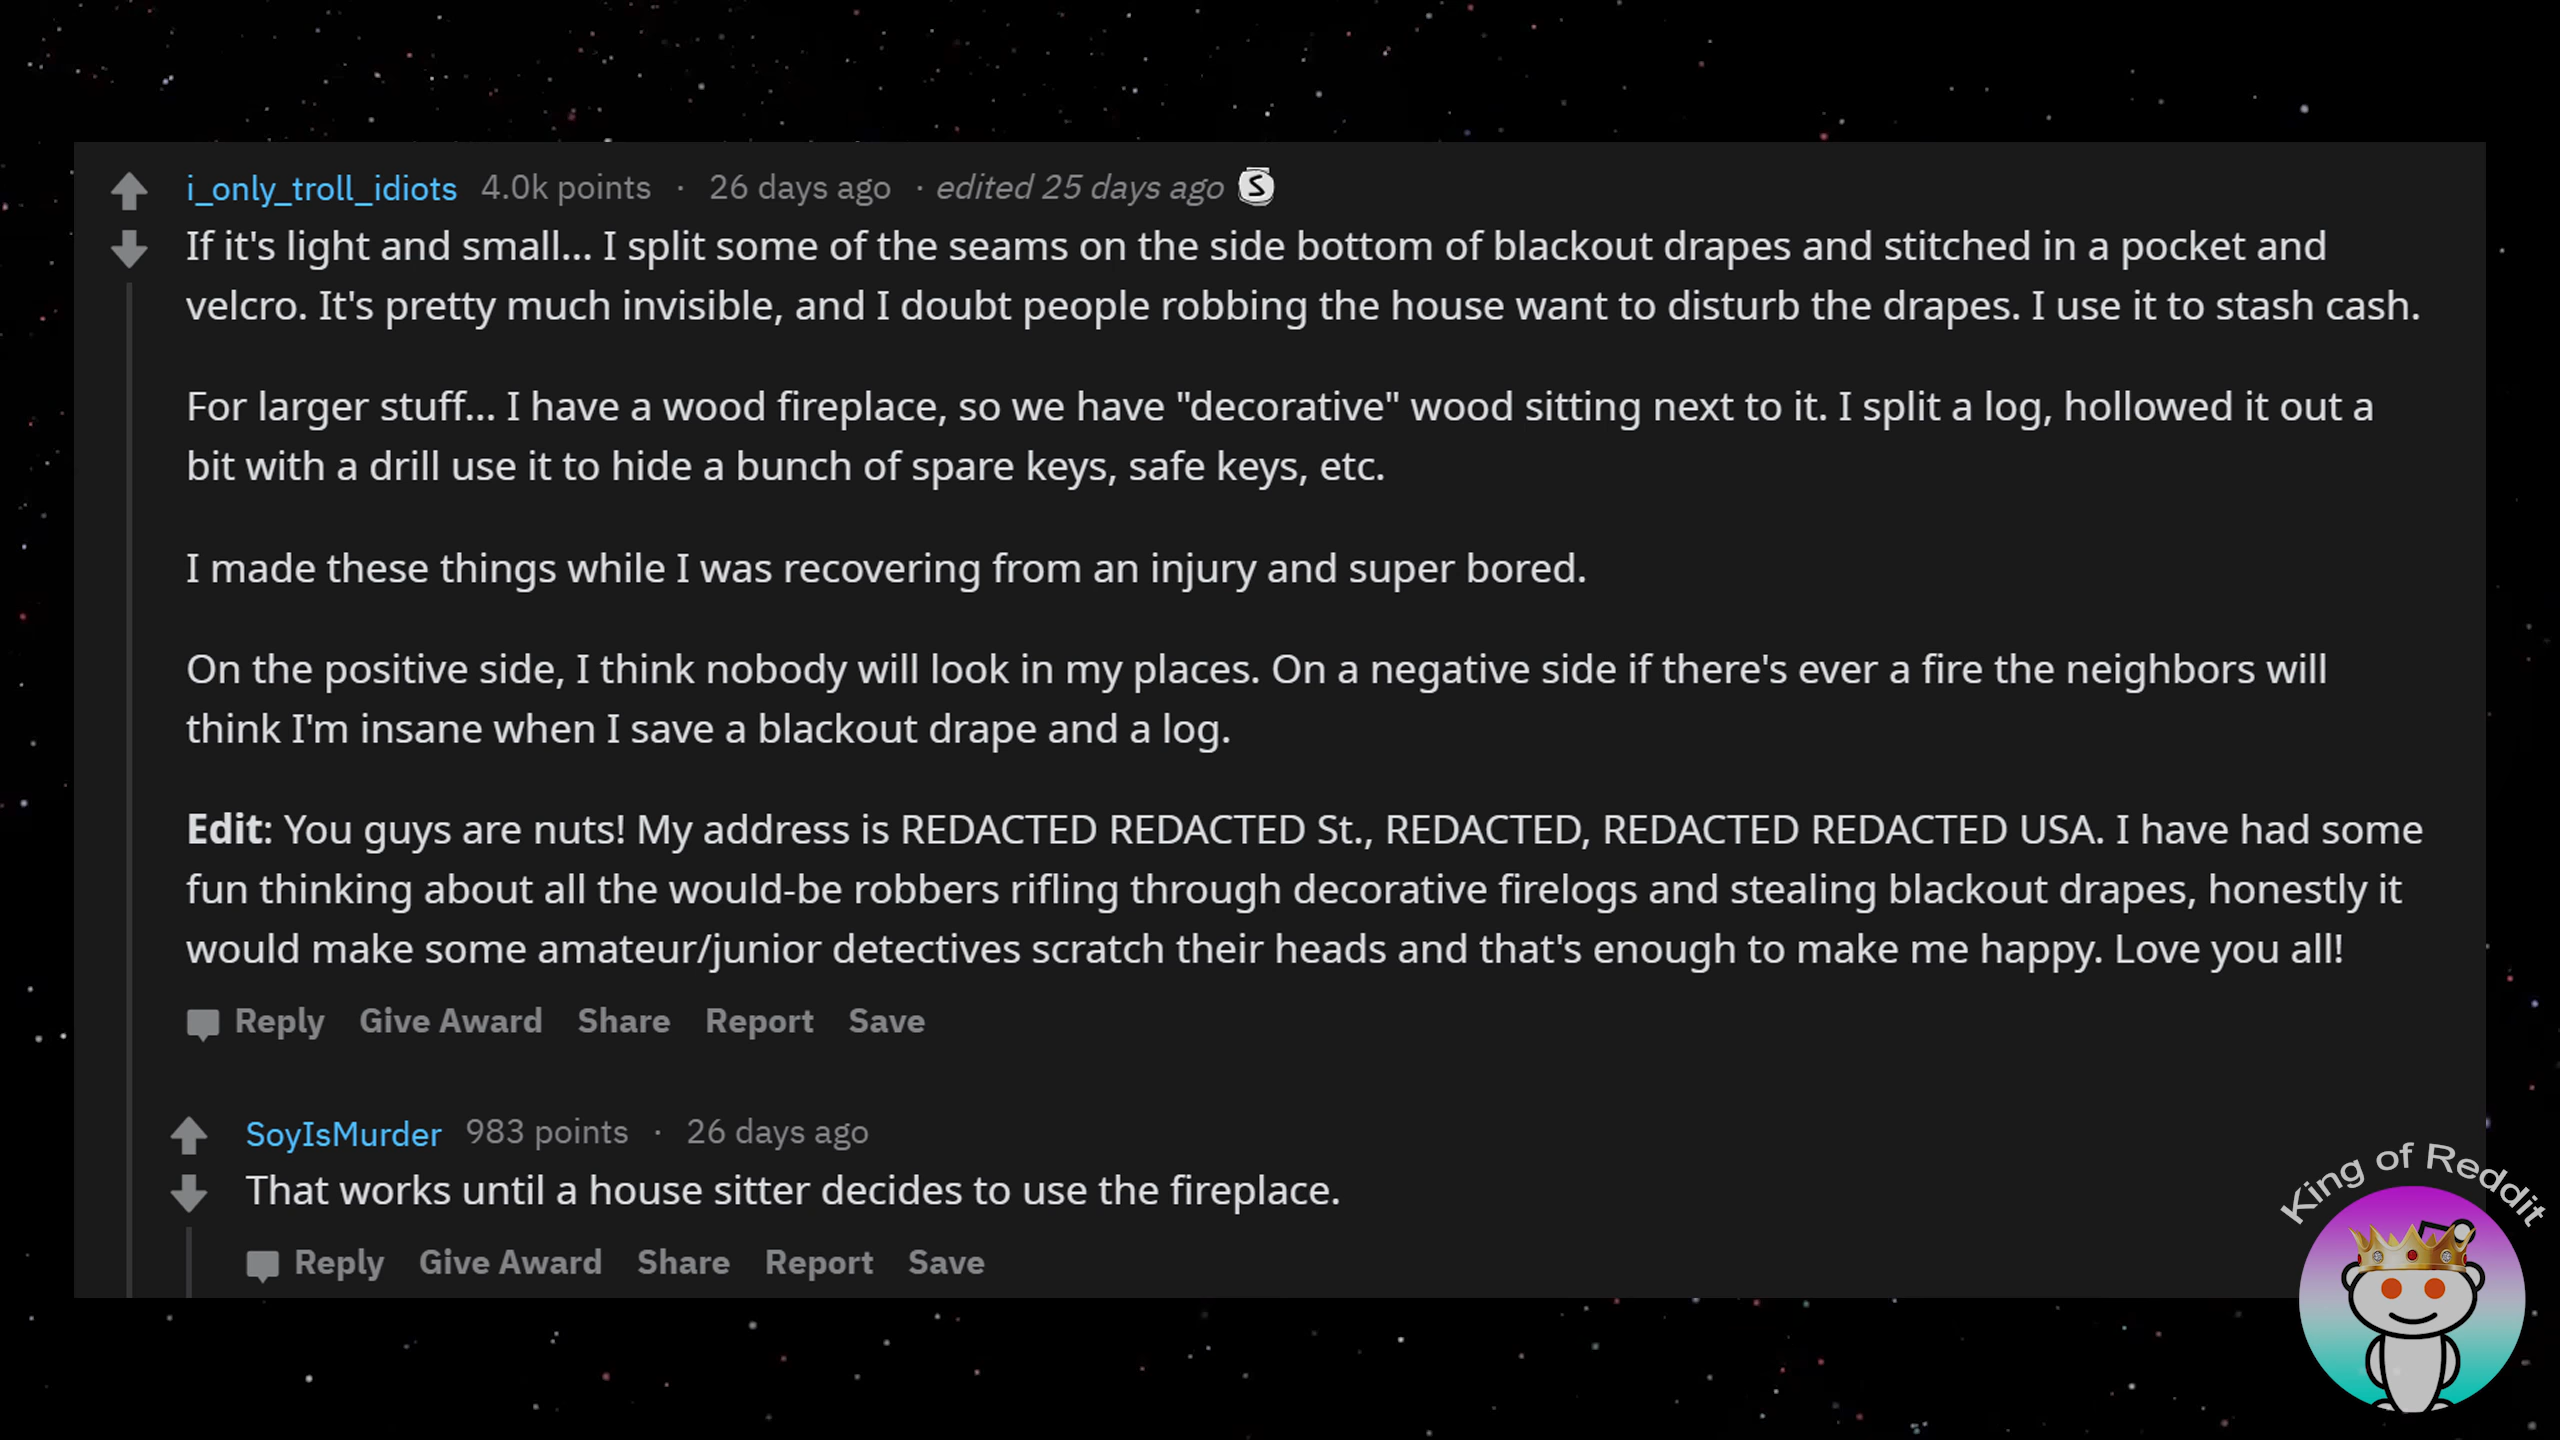 i_only_troll_idiots 4.0k points · 26 days ago · edited 25 days ago S
If it's light and small... I split some of the seams on the side bottom of blackout drapes and stitched in a pocket and
velcro. It's pretty much invisible, and I doubt people robbing the house want to disturb the drapes. I use it to stash cash.
For larger stuff... I have a wood fireplace, so we have "decorative" wood sitting next to it. I split a log, hollowed it out a
bit with a drill use it to hide a bunch of spare keys, safe keys, etc.
I made these things while I was recovering from an injury and super bored.
On the positive side, I think nobody will look in my places. On a negative side if there's ever a fire the neighbors will
think I'm insane when I save a blackout drape and a log.
Edit: You guys are nuts! My address is REDACTED REDACTED St., REDACTED, REDACTED REDACTED USA. I have had some
fun thinking about all the would-be robbers rifling through decorative firelogs and stealing blackout drapes, honestly it
would make some amateur/junior detectives scratch their heads and that's enough to make me happy. Love you all!
Reply Give Award Share Report Save
SoyIsMurder 983 points · 26 days ago
That works until a house sitter decides to use the fireplace.
Reply Give Award Share Report Save
King of Reddit